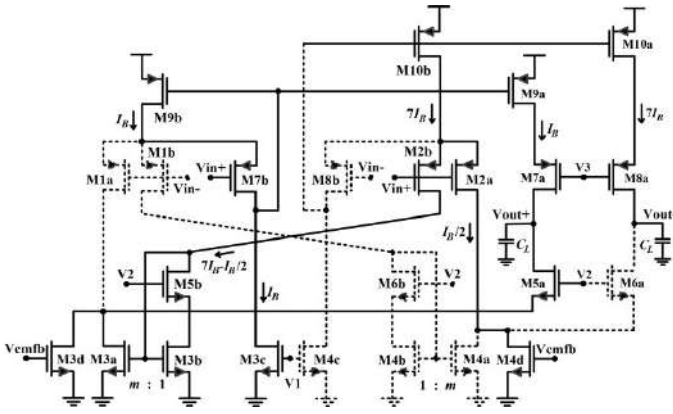 M10a
M10b
M9b
M9a
I_B
7I_B
I_B
7I_B
M1b
M1a
Vin-
Vin+
M7b
M8b
Vin-
M2b
Vin+
M2a
M7a
V3
M8a
Vout+
Vout-
C_L
C_L
I_B/2
7I_B-I_B/2
V2
M5b
I_B
M6b
V2
M5a
V2
M6a
Vcmfb
M3d
M3a
M3b
M3c
V1
M4c
M4b
M4a
M4d
Vcmfb
m : 1
1 : m